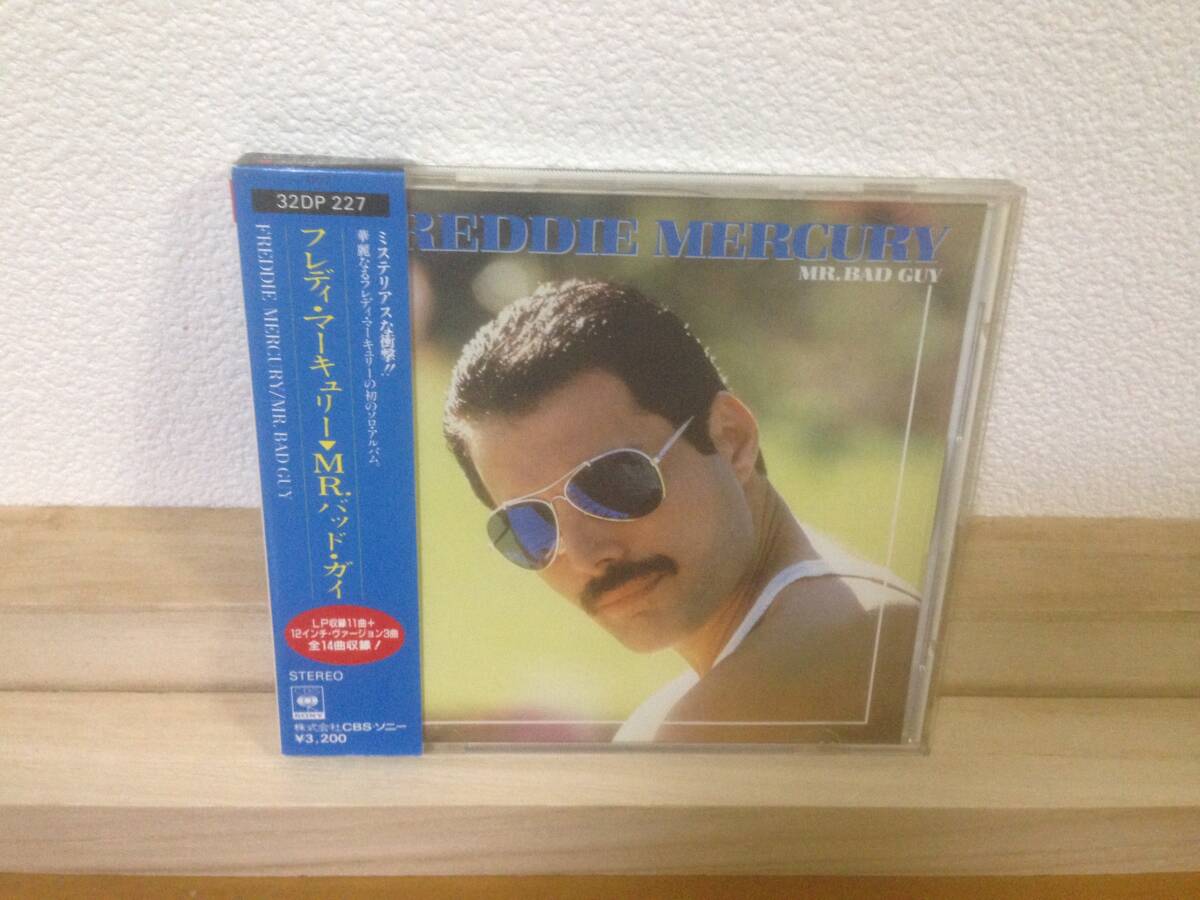 32DP 227
ミステリアスな衝撃!!
華麗なるフレディ・マーキュリーの初のソロ・アルバム。
フレディ・マーキュリー▼MR.バッド・ガイ
FREDDIE MERCURY/MR. BAD GUY
LP収録11曲+
12インチ・ヴァージョン3曲
全14曲収録!
STEREO
CBS
SONY
株式会社CBS・ソニー
¥3,200
REDDIE MERCURY
MR. BAD GUY